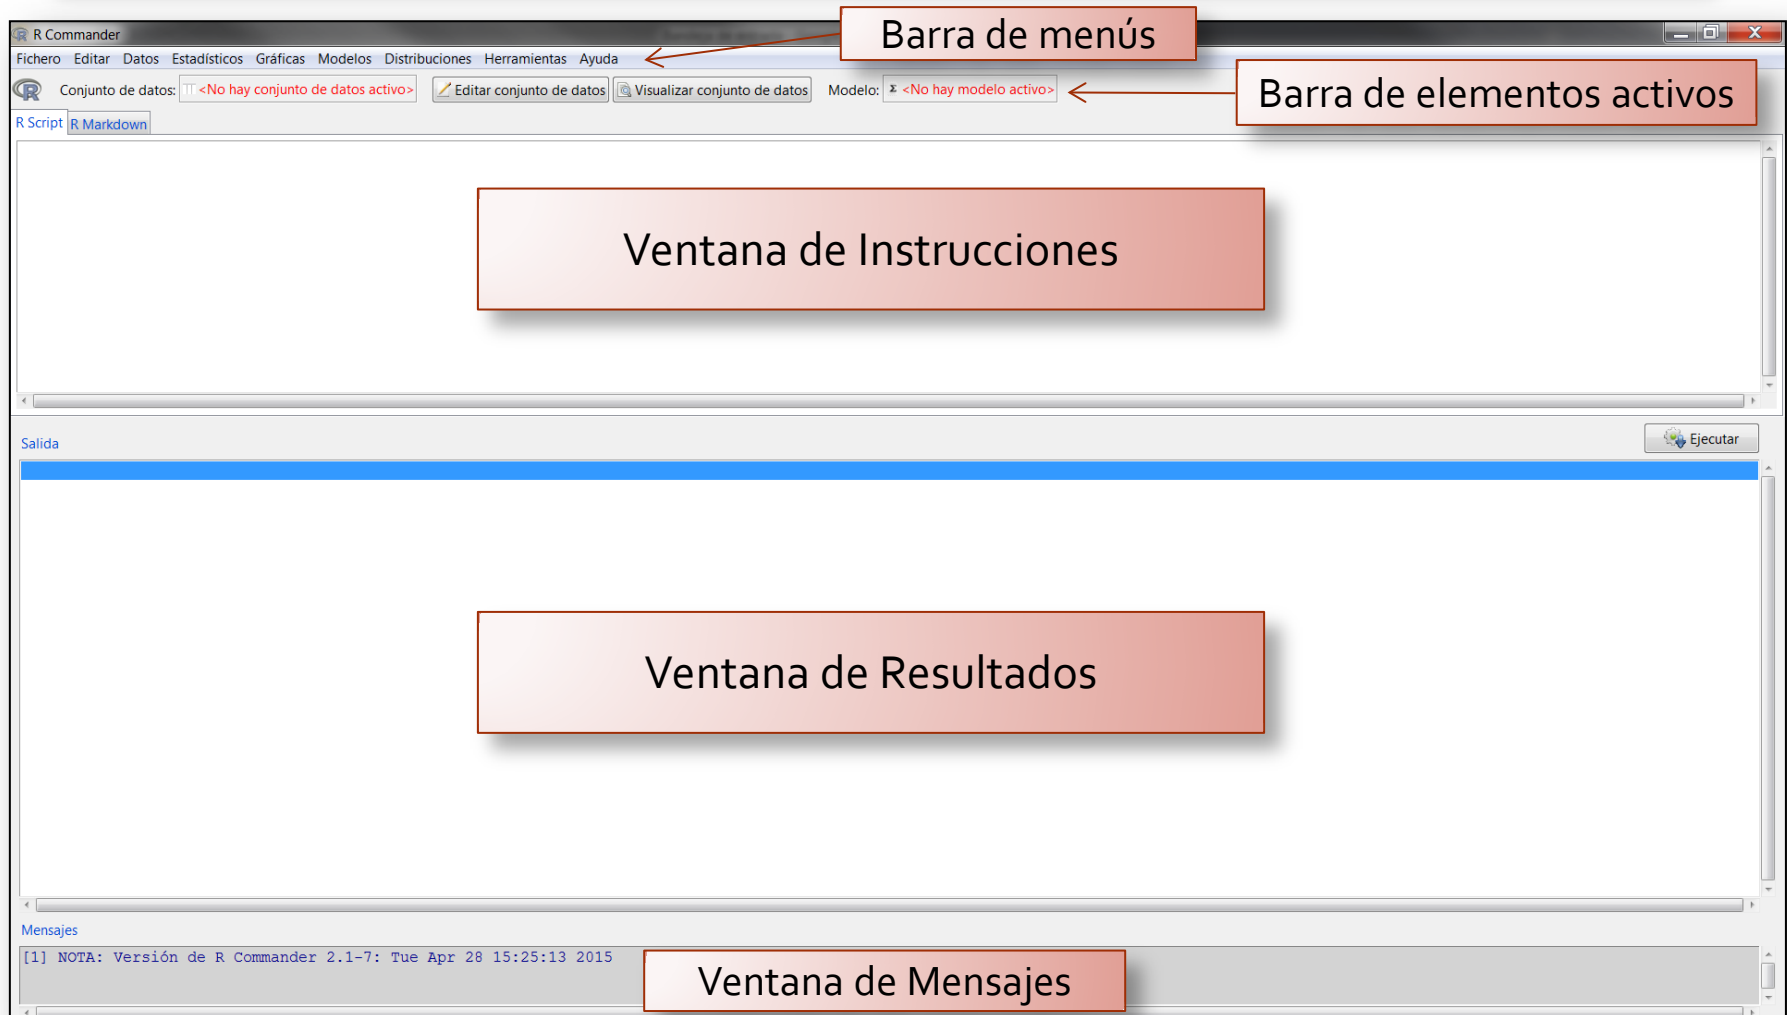 R Commander
Barra de menús
Fichero Editar Datos Estadísticos Gráficas Modelos Distribuciones Herramientas Ayuda
Conjunto de datos: <No hay conjunto de datos activo> Editar conjunto de datos Visualizar conjunto de datos Modelo: Σ <No hay modelo activo>
Barra de elementos activos
R Script R Markdown
Ventana de Instrucciones
Salida
Ejecutar
Ventana de Resultados
Mensajes
[1] NOTA: Versión de R Commander 2.1-7: Tue Apr 28 15:25:13 2015
Ventana de Mensajes